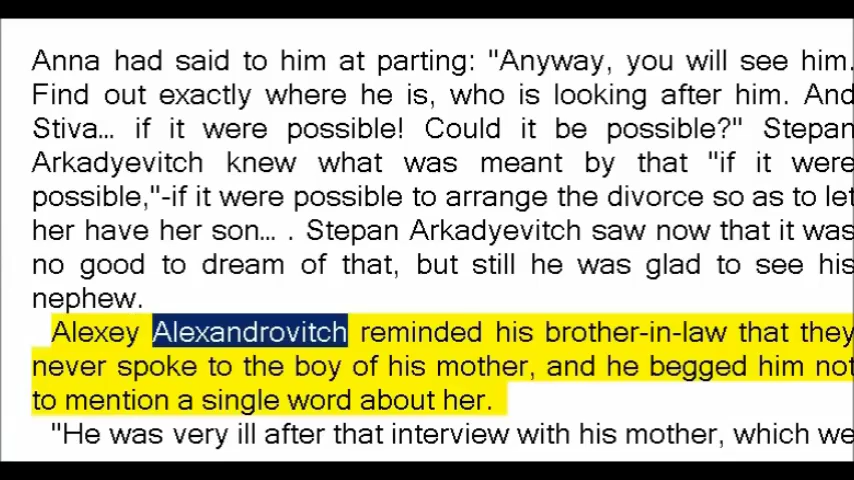 Anna had said to him at parting: "Anyway, you will see him.
Find out exactly where he is, who is looking after him. And
Stiva... if it were possible! Could it be possible?" Stepan
Arkadyevitch knew what was meant by that "if it were
possible,"-if it were possible to arrange the divorce so as to let
her have her son... . Stepan Arkadyevitch saw now that it was
no good to dream of that, but still he was glad to see his
nephew.
Alexey Alexandrovitch reminded his brother-in-law that they
never spoke to the boy of his mother, and he begged him not
to mention a single word about her.
"He was very ill after that interview with his mother, which we